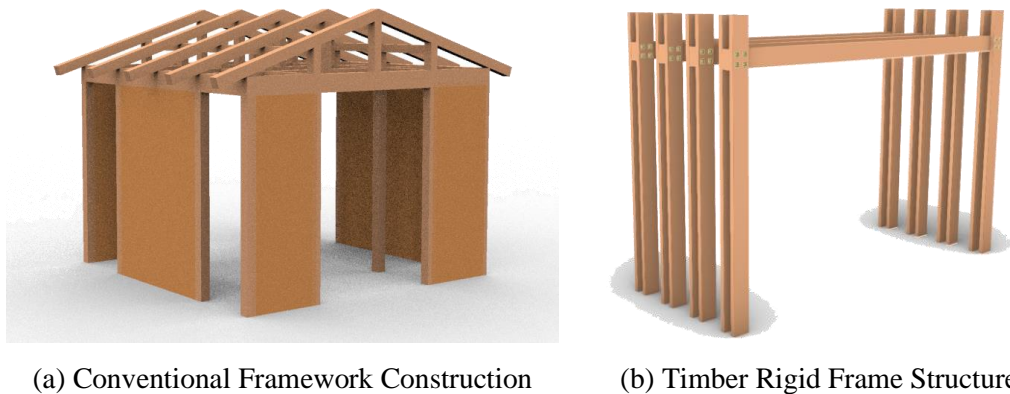 (a) Conventional Framework Construction
(b) Timber Rigid Frame Structure